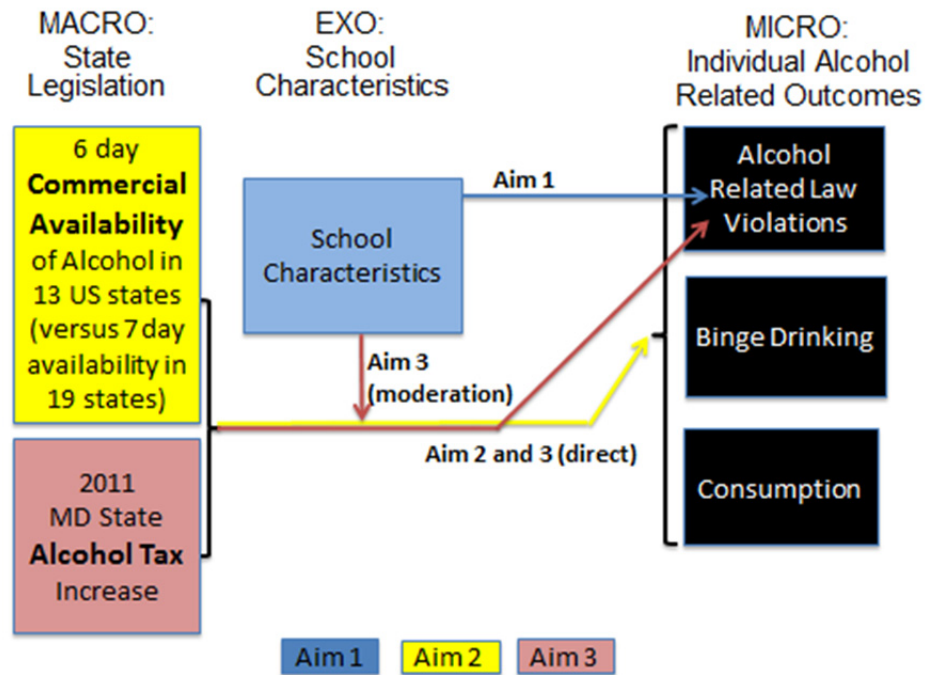 MACRO:
State
Legislation
EXO:
School
Characteristics
MICRO:
Individual Alcohol
Related Outcomes
6 day
Commercial
Availability
of Alcohol in
13 US states
(versus 7 day
availability in
19 states)
2011
MD State
Alcohol Tax
Increase
School
Characteristics
Aim 1
Aim 3
(moderation)
Aim 2 and 3 (direct)
Alcohol
Related Law
Violations
Binge Drinking
Consumption
Aim 1
Aim 2
Aim 3